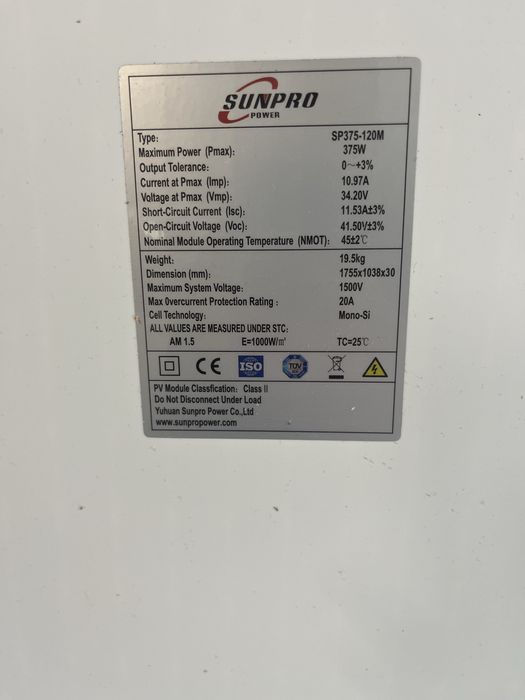 SUNPRO
POWER
Type: SP375-120M
Maximum Power (Pmax): 375W
Output Tolerance: 0~+3%
Current at Pmax (Imp): 10.97A
Voltage at Pmax (Vmp): 34.20V
Short-Circuit Current (Isc): 11.53A±3%
Open-Circuit Voltage (Voc): 41.50V±3%
Nominal Module Operating Temperature (NMOT): 45±2℃
Weight: 19.5kg
Dimension (mm): 1755x1038x30
Maximum System Voltage: 1500V
Max Overcurrent Protection Rating : 20A
Cell Technology: Mono-Si
ALL VALUES ARE MEASURED UNDER STC:
AM 1.5 E=1000W/m² TC=25℃
CE ISO TÜV
PV Module Classfication: Class II
Do Not Disconnect Under Load
Yuhuan Sunpro Power Co.,Ltd
www.sunpropower.com